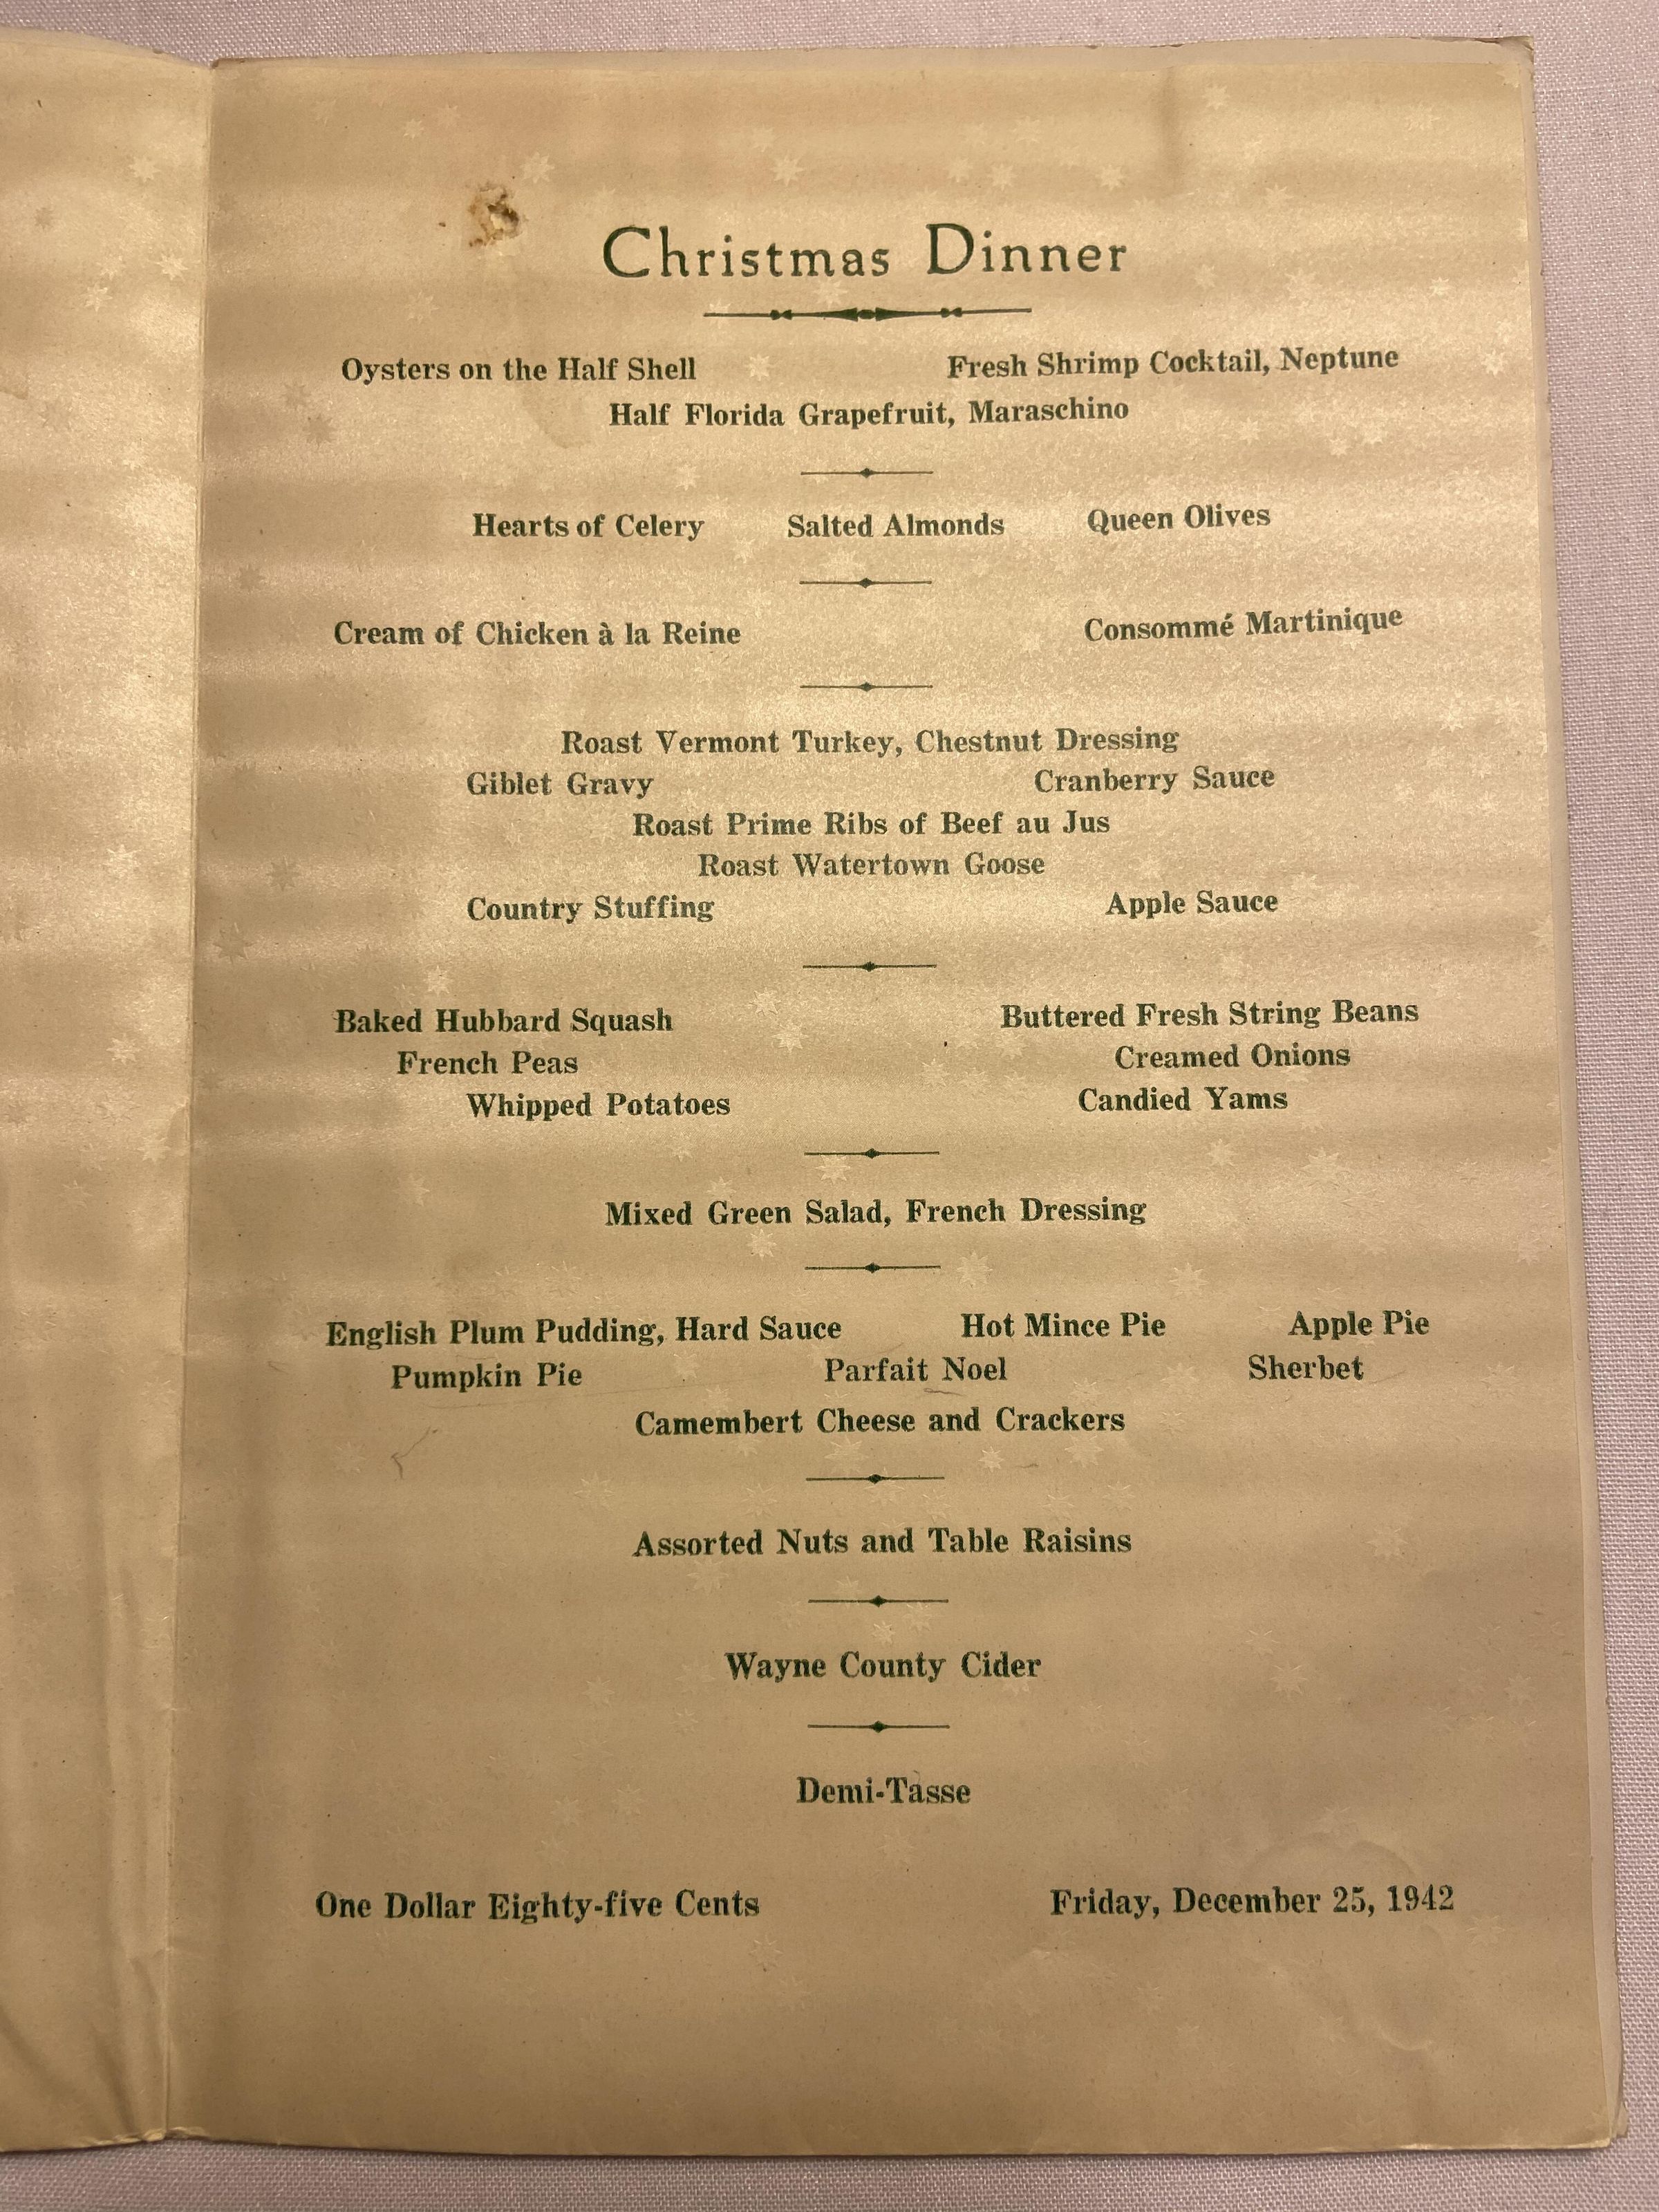 Christmas Dinner
Oysters on the Half Shell Fresh Shrimp Cocktail, Neptune
Half Florida Grapefruit, Maraschino
Hearts of Celery Salted Almonds Queen Olives
Cream of Chicken à la Reine Consommé Martinique
Roast Vermont Turkey, Chestnut Dressing
Giblet Gravy Cranberry Sauce
Roast Prime Ribs of Beef au Jus
Roast Watertown Goose
Country Stuffing Apple Sauce
Baked Hubbard Squash Buttered Fresh String Beans
French Peas Creamed Onions
Whipped Potatoes Candied Yams
Mixed Green Salad, French Dressing
English Plum Pudding, Hard Sauce Hot Mince Pie Apple Pie
Pumpkin Pie Parfait Noel Sherbet
Camembert Cheese and Crackers
Assorted Nuts and Table Raisins
Wayne County Cider
Demi-Tasse
One Dollar Eighty-five Cents Friday, December 25, 1942